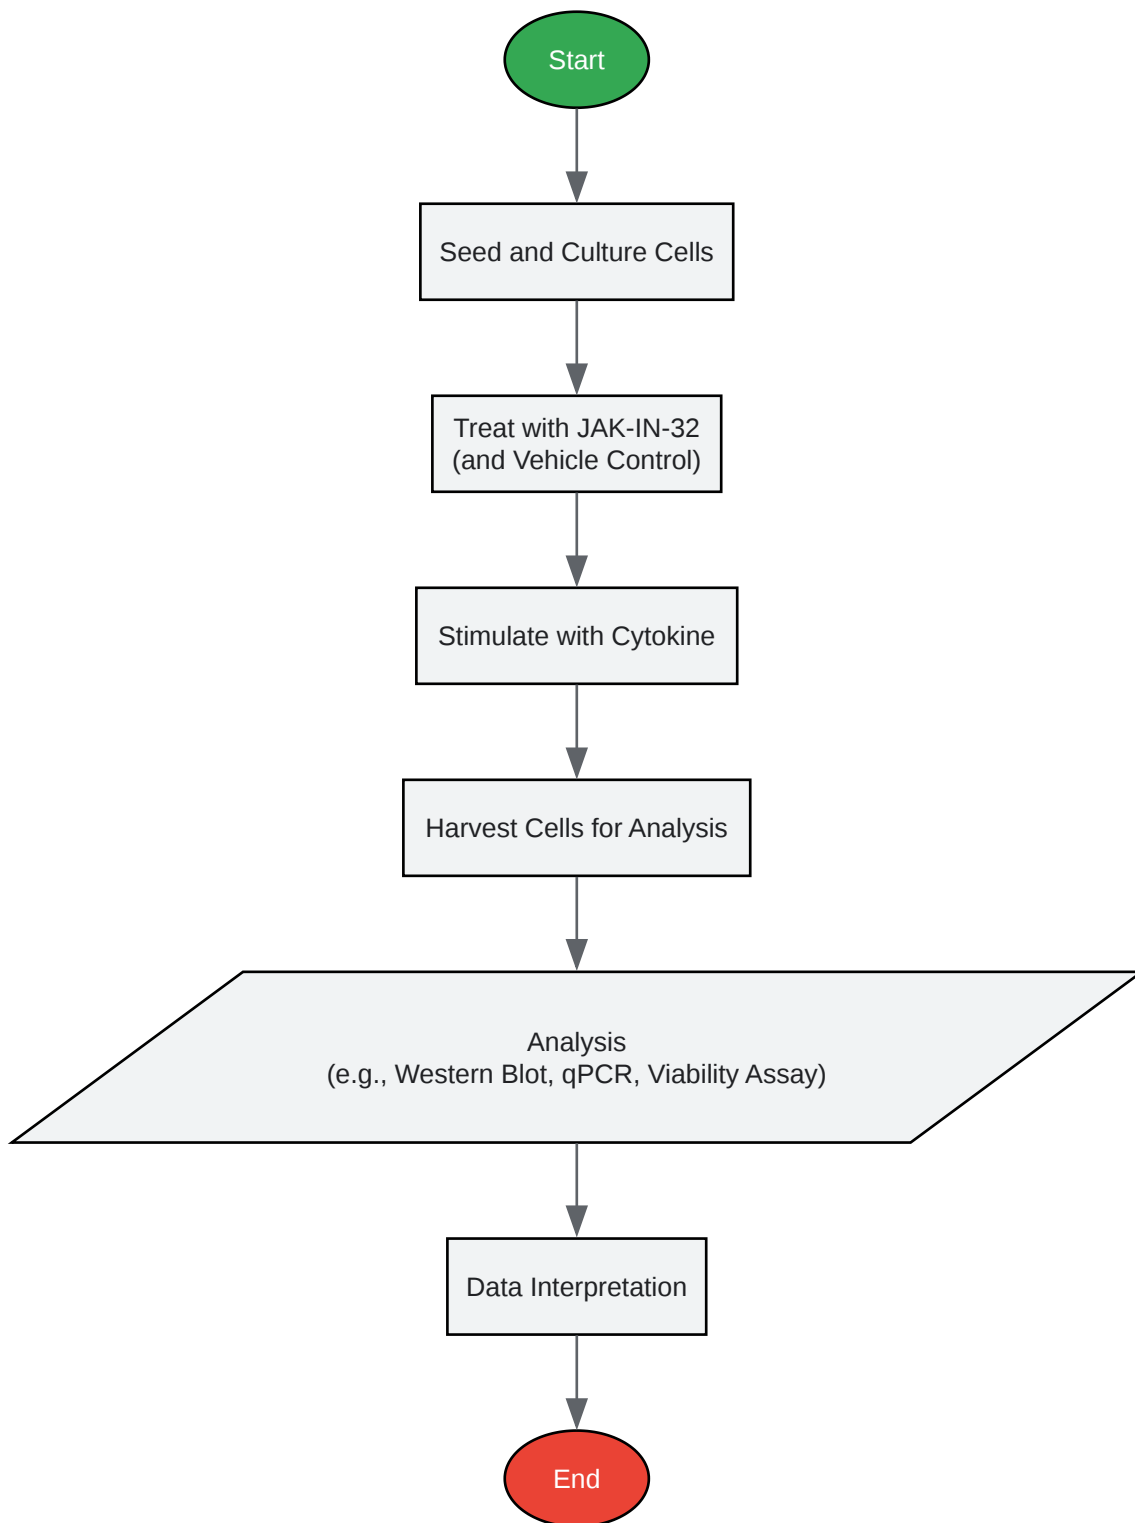 Start
Seed and Culture Cells
Treat with JAK-IN-32
(and Vehicle Control)
Stimulate with Cytokine
Harvest Cells for Analysis
Analysis
(e.g., Western Blot, qPCR, Viability Assay)
Data Interpretation
End